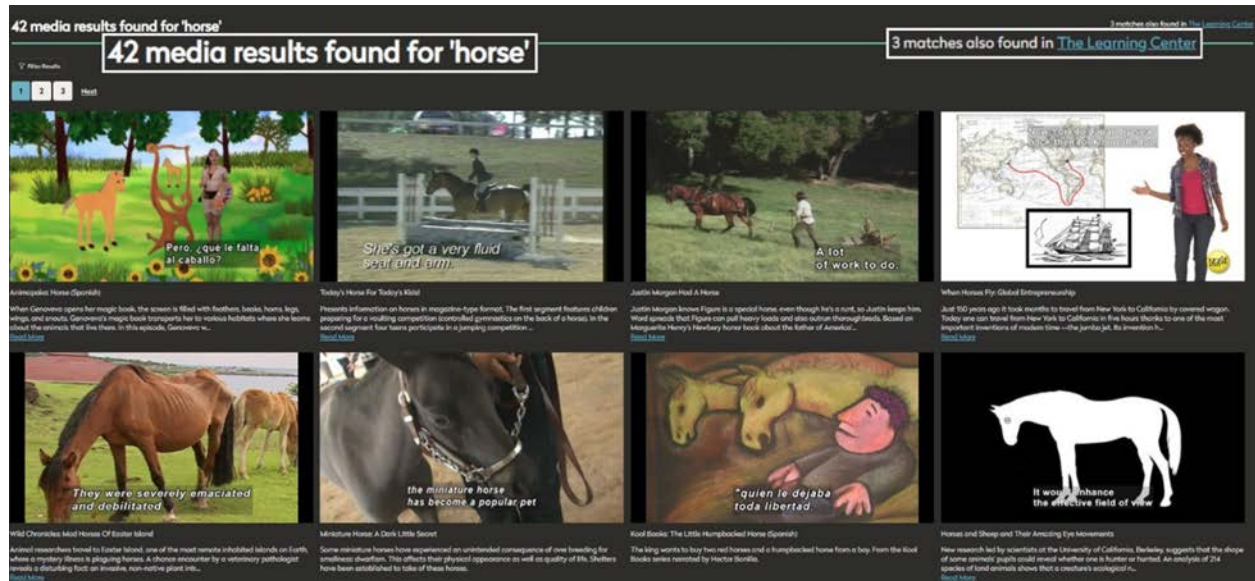 42 media results found for 'horse'
3 matches also found in The Learning Center
42 media results found for 'horse'
3 matches also found in The Learning Center
Filter Results
1 2 3 Next
Pero, ¿qué le falta
al caballo?
She's got a very fluid
seat and arm.
A lot
of work to do.
Animapaka: Horse (Spanish)
When Genoveva opens her magic book, the screen is filled with feathers, beaks, horns, legs,
wings, and snouts. Genoveva's magic book transports her to various habitats where she learns
about the animals that live there. In this episode, Genoveva w...
Read More
Today's Horse For Today's Kids!
Presents information on horses in magazine-type format. The first segment features children
preparing for a vaulting competition (controlled gymnastics on the back of a horse). In the
second segment four teens participate in a jumping competition ...
Read More
Justin Morgan Had A Horse
Justin Morgan knows Figure is a special horse, even though he's a runt, so Justin keeps him.
Word spreads that Figure can pull heavy loads and also outrun thoroughbreds. Based on
Marguerite Henry's Newbery honor book about the father of America'...
Read More
When Horses Fly: Global Entrepreneurship
Just 150 years ago it took months to travel from New York to California by covered wagon.
Today one can travel from New York to California in five hours thanks to one of the most
important inventions of modern time --the jumbo jet. Its invention h...
Read More
They were severely emaciated
and debilitated
the miniature horse
has become a popular pet
"quien le dejaba
toda libertad.
It would enhance
the effective field of view
Wild Chronicles: Mad Horses Of Easter Island
Animal researchers travel to Easter Island, one of the most remote inhabited islands on Earth,
where a mystery illness is plaguing horses. A chance encounter by a veterinary pathologist
reveals a disturbing fact: an invasive, non-native plant into...
Read More
Miniature Horse: A Dark Little Secret
Some miniature horses have experienced an unintended consequence of over breeding for
smallness: dwarfism. This affects their physical appearance as well as quality of life. Shelters
have been established to take of these horses.
Kool Books: The Little Humpbacked Horse (Spanish)
The king wants to buy two red horses and a humpbacked horse from a boy. From the Kool
Books series narrated by Hector Bonilla.
Horses and Sheep and Their Amazing Eye Movements
New research led by scientists at the University of California, Berkeley, suggests that the shape
of some animals' pupils could reveal whether one is hunter or hunted. An analysis of 214
species of land animals shows that a creature's ecological n...
Read More